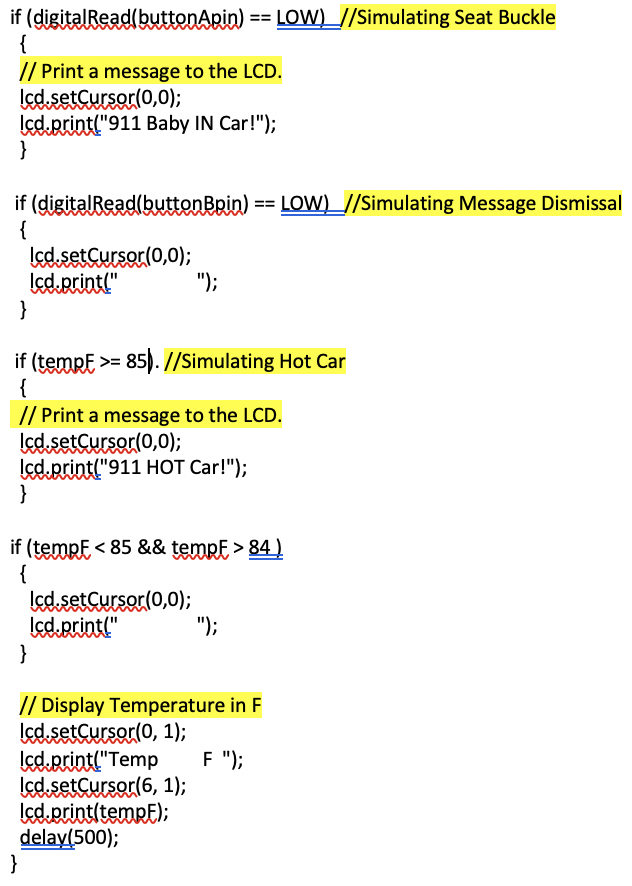 if (digitalRead(buttonApin) == LOW)  //Simulating Seat Buckle
{
// Print a message to the LCD.
lcd.setCursor(0,0);
lcd.print("911 Baby IN Car!");
}
if (digitalRead(buttonBpin) == LOW)  //Simulating Message Dismissal
{
lcd.setCursor(0,0);
lcd.print("                ");
}
if (tempF >= 85). //Simulating Hot Car
{
// Print a message to the LCD.
lcd.setCursor(0,0);
lcd.print("911 HOT Car!");
}
if (tempF < 85 && tempF > 84 )
{
lcd.setCursor(0,0);
lcd.print("                ");
}
// Display Temperature in F
lcd.setCursor(0, 1);
lcd.print("Temp         F  ");
lcd.setCursor(6, 1);
lcd.print(tempF);
delay(500);
}